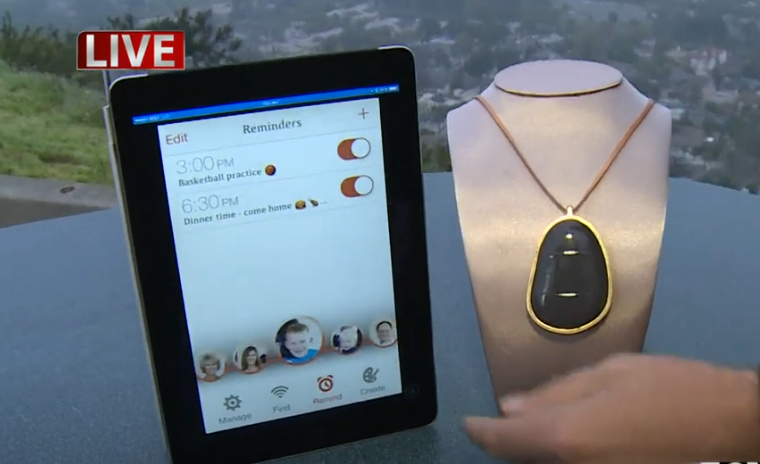 LIVE
Edit Reminders +
3:00 PM
Basketball practice
6:30 PM
Dinner time - come home ...
Manage Find Remind Create